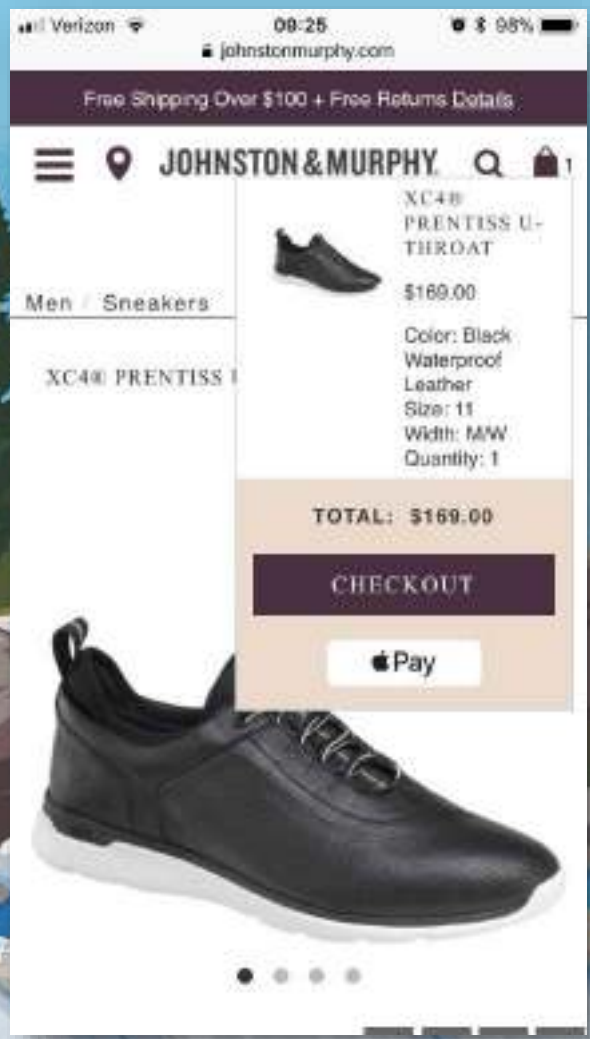 Verizon 09:25 98%
johnstonmurphy.com
Free Shipping Over $100 + Free Returns Details
JOHNSTON & MURPHY. 1
XC4®
PRENTISS U-
THROAT
$169.00
Men / Sneakers
Color: Black
Waterproof
Leather
Size: 11
Width: M/W
Quantity: 1
XC4® PRENTISS
TOTAL: $169.00
CHECKOUT
Pay